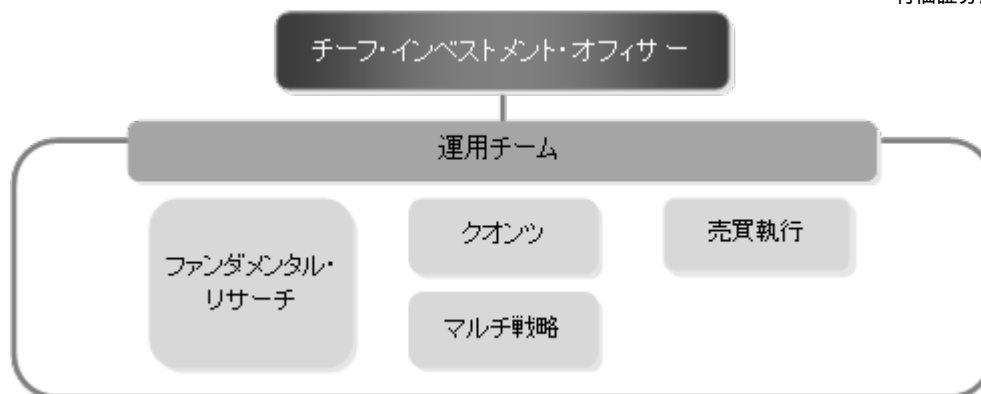 チーフ・インベストメント・オフィサー
運用チーム
ファンダメンタル・
リサーチ
クオンツ
マルチ戦略
売買執行